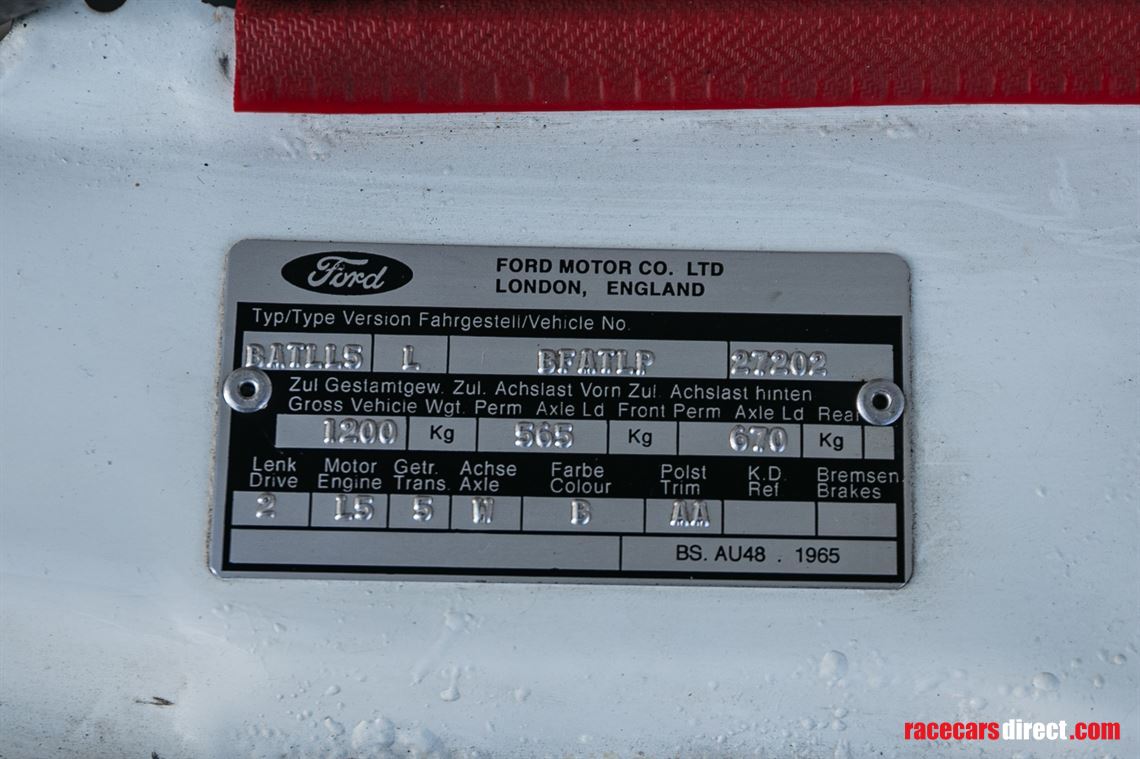 Ford
FORD MOTOR CO. LTD
LONDON, ENGLAND
Typ/Type Version Fahrgestell/Vehicle No.
BATLL5 L BFATLP 27202
Zul Gestamtgew. Zul. Achslast Vorn Zul. Achslast hinten
Gross Vehicle Wgt. Perm Axle Ld Front Perm Axle Ld Rear
1200 Kg 565 Kg 670 Kg
Lenk Motor Getr. Achse Farbe Polst K.D. Bremsen
Drive Engine Trans. Axle Colour Trim Ref Brakes
2 L5 5 W B AA
BS. AU48 . 1965
racecarsdirect.com